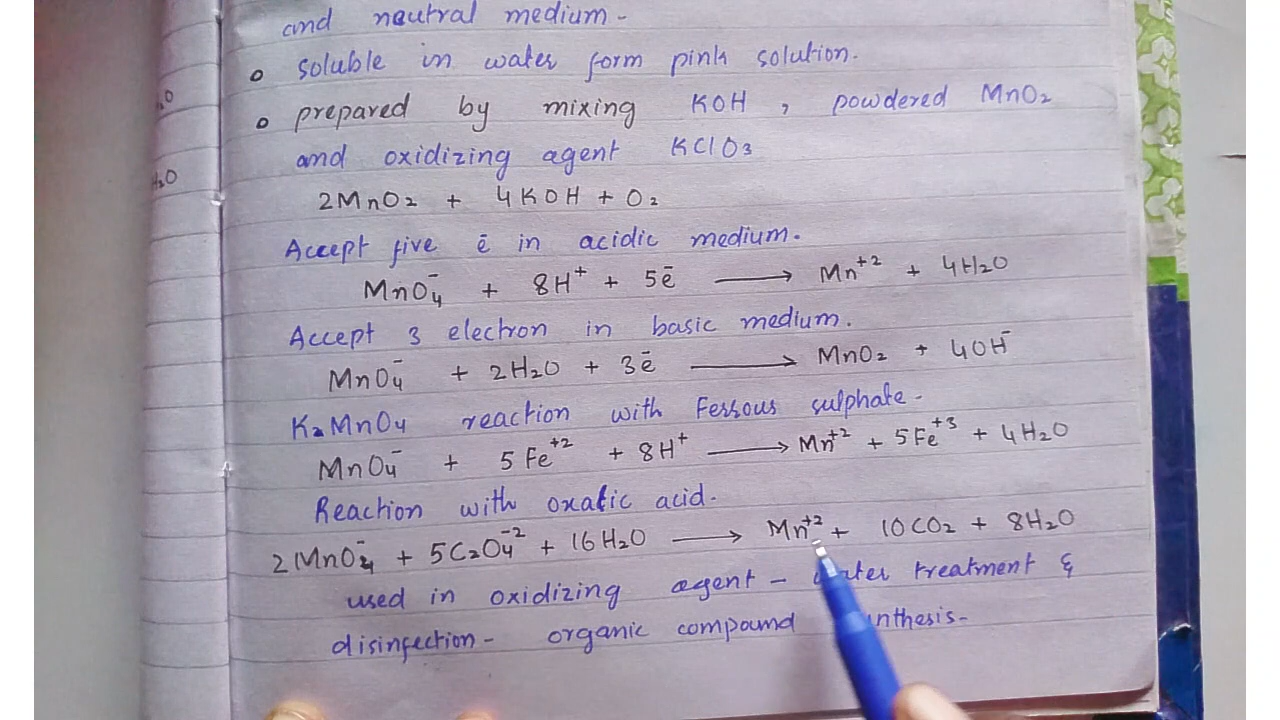 and neutral medium -
o soluble in water form pink solution.
o prepared by mixing KOH , powdered MnO₂
and oxidizing agent KClO₃
2MnO₂ + 4KOH + O₂
Accept five ē in acidic medium.
MnO₄⁻ + 8H⁺ + 5ē ⟶ Mn⁺² + 4H₂O
Accept 3 electron in basic medium.
MnO₄⁻ + 2H₂O + 3ē ⟶ MnO₂ + 4OH⁻
K₂MnO₄ reaction with Ferrous sulphate -
MnO₄⁻ + 5Fe⁺² + 8H⁺ ⟶ Mn⁺² + 5Fe⁺³ + 4H₂O
Reaction with oxalic acid.
2MnO₄⁻ + 5C₂O₄⁻² + 16H₂O ⟶ Mn⁺² + 10CO₂ + 8H₂O
used in oxidizing agent - water treatment &
disinfection - organic compound
H₂O